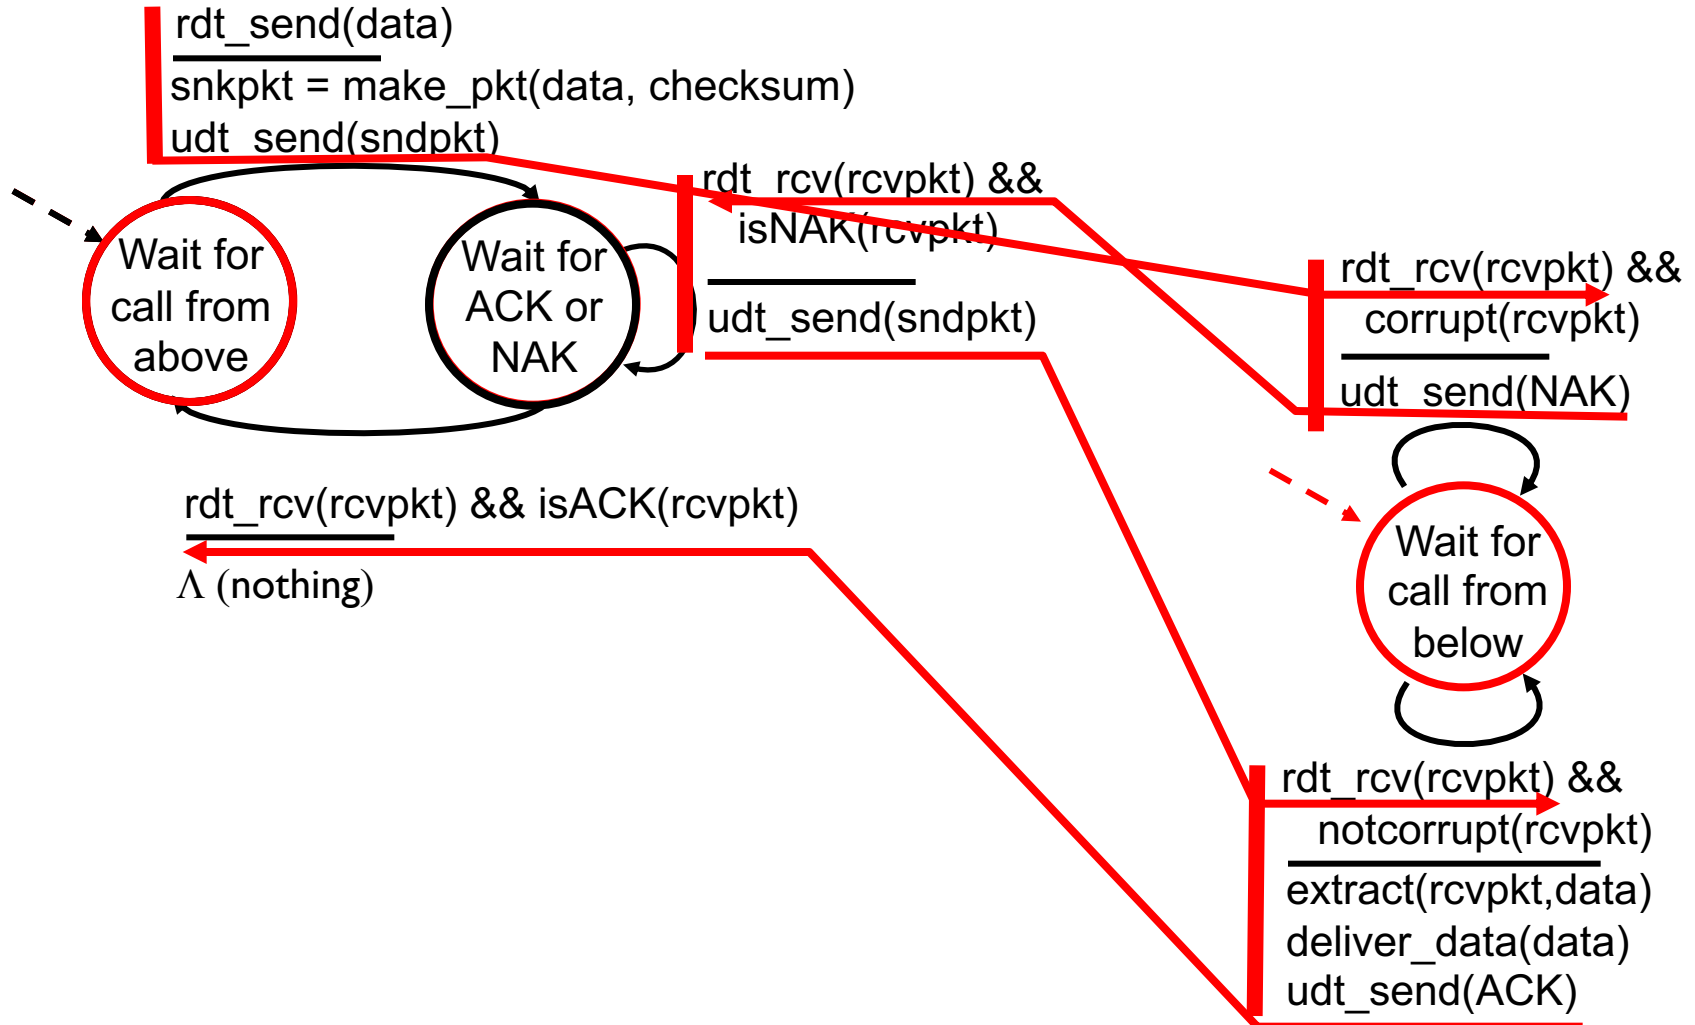 rdt_send(data)
snkpkt = make_pkt(data, checksum)
udt_send(sndpkt)
rdt_rcv(rcvpkt) &&
isNAK(rcvpkt)
udt_send(sndpkt)
Wait for
call from
above
Wait for
ACK or
NAK
rdt_rcv(rcvpkt) && isACK(rcvpkt)
Λ (nothing)
rdt_rcv(rcvpkt) &&
corrupt(rcvpkt)
udt_send(NAK)
Wait for
call from
below
rdt_rcv(rcvpkt) &&
notcorrupt(rcvpkt)
extract(rcvpkt,data)
deliver_data(data)
udt_send(ACK)